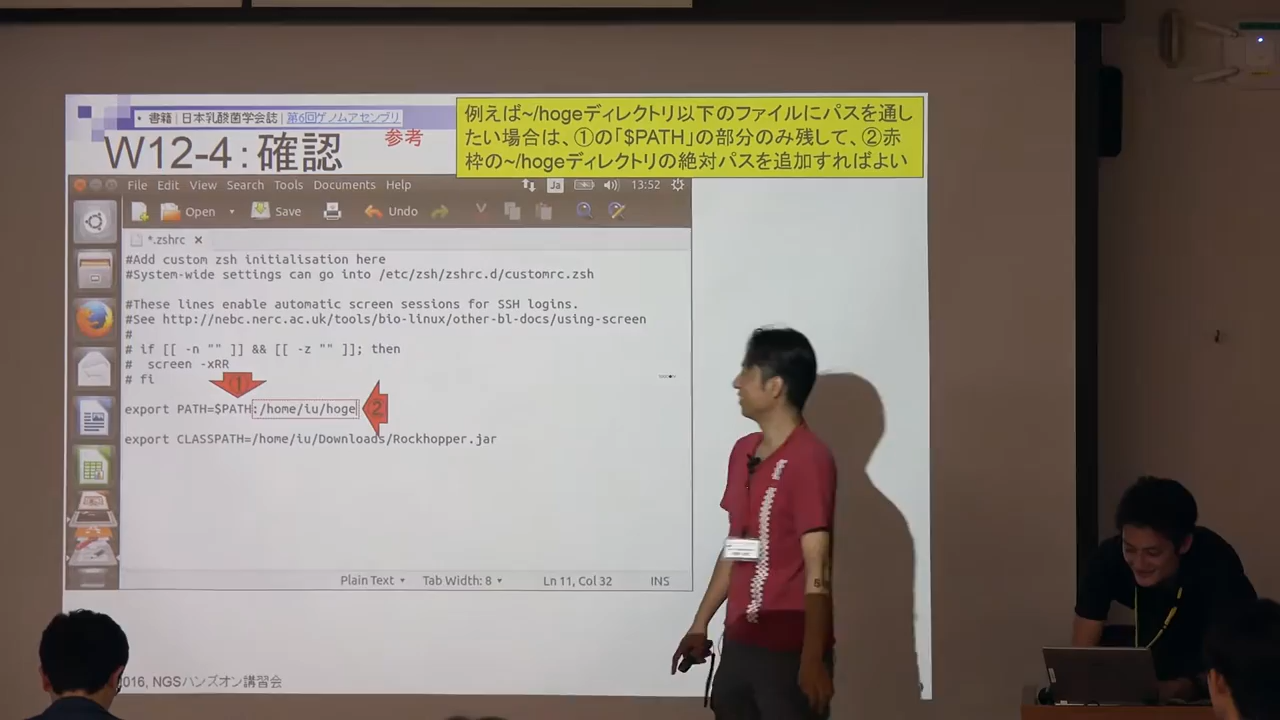 ・書籍 | 日本乳酸菌学会誌 | 第6回ゲノムアセンブリ
W12-4：確認
参考
例えば~/hogeディレクトリ以下のファイルにパスを通し
たい場合は、①の「$PATH」の部分のみ残して、②赤
枠の~/hogeディレクトリの絶対パスを追加すればよい
File Edit View Search Tools Documents Help
Ja
13:52
Open Save Undo
*.zshrc
#Add custom zsh initialisation here
#System-wide settings can go into /etc/zsh/zshrc.d/customrc.zsh
#These lines enable automatic screen sessions for SSH logins.
#See http://nebc.nerc.ac.uk/tools/bio-linux/other-bl-docs/using-screen
#
# if [[ -n "" ]] && [[ -z "" ]]; then
#  screen -xRR
# fi
①
export PATH=$PATH:/home/iu/hoge
②
export CLASSPATH=/home/iu/Downloads/Rockhopper.jar
Plain Text Tab Width: 8 Ln 11, Col 32 INS
2016, NGSハンズオン講習会